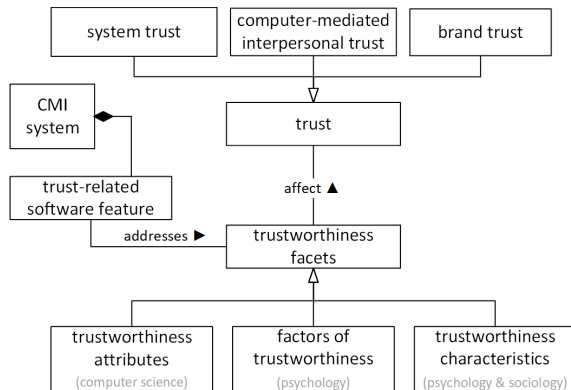 system trust
computer-mediated
interpersonal trust
brand trust
CMI
system
trust
trust-related
software feature
affect ▲
addresses ►
trustworthiness
facets
trustworthiness
attributes
(computer science)
factors of
trustworthiness
(psychology)
trustworthiness
characteristics
(psychology & sociology)